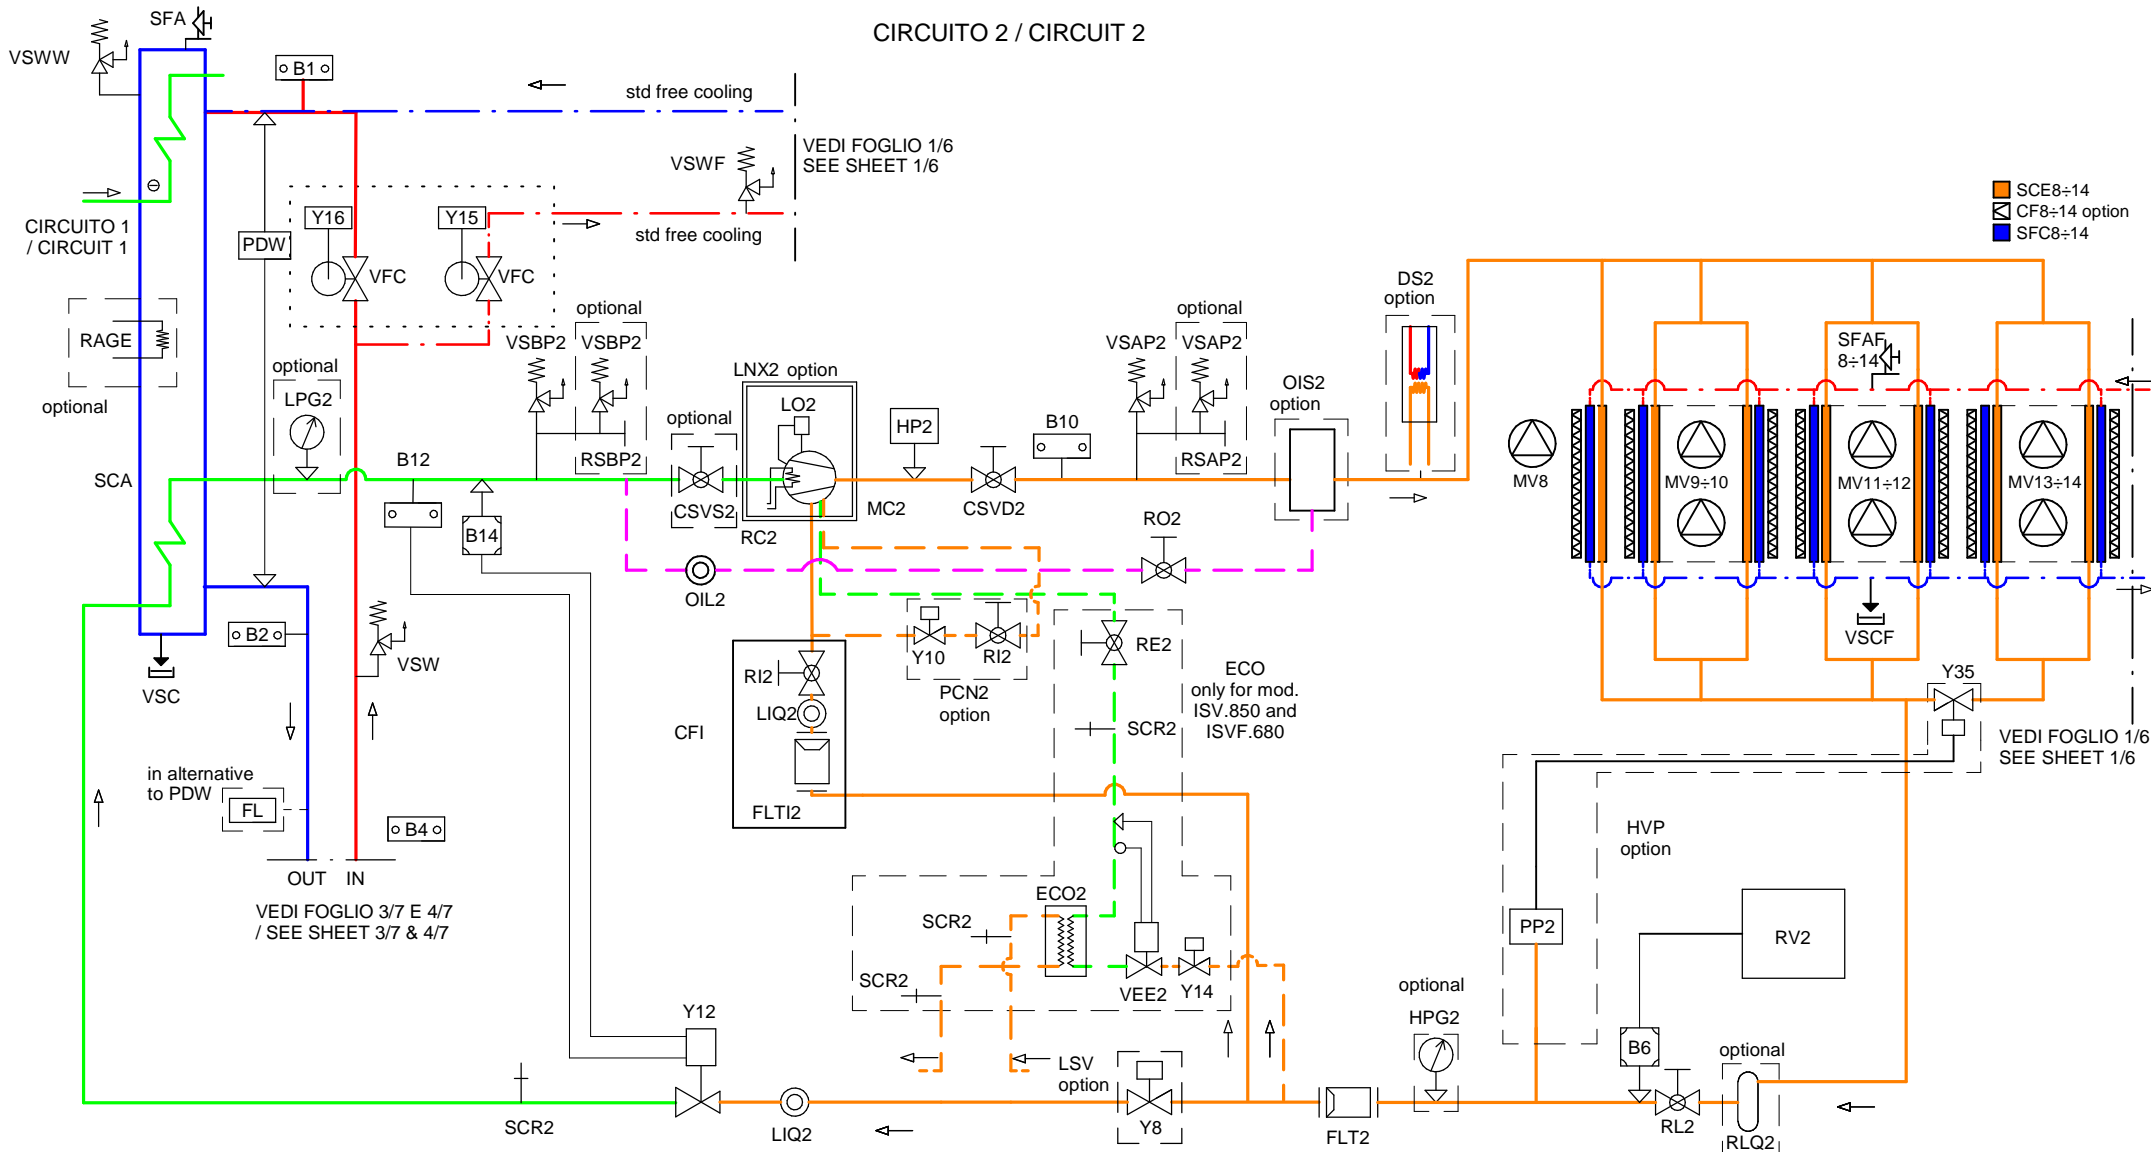 CIRCUITO 2 / CIRCUIT 2
SFA
VSWW
B1
std free cooling
VEDI FOGLIO 1/6
SEE SHEET 1/6
VSWF
SCE8÷14
CF8÷14 option
SFC8÷14
CIRCUITO 1
/ CIRCUIT 1
PDW
Y16
Y15
std free cooling
VFC
VFC
DS2
option
optional
optional
RAGE
optional
VSBP2
VSBP2
VSAP2
VSAP2
SFAF
8÷14
optional
LNX2 option
OIS2
option
LPG2
LO2
optional
HP2
B10
B12
RSBP2
RSAP2
SCA
MV8
MV9÷10
MV11÷12
MV13÷14
CSVS2
MC2
CSVD2
B14
RC2
RO2
OIL2
B2
VSW
VSC
Y10
RI2
RE2
VSCF
RI2
PCN2
option
ECO
only for mod.
ISV.850 and
ISVF.680
Y35
LIQ2
CFI
SCR2
VEDI FOGLIO 1/6
SEE SHEET 1/6
in alternative
to PDW
FL
FLTI2
B4
HVP
option
OUT
IN
VEDI FOGLIO 3/7 E 4/7
/ SEE SHEET 3/7 & 4/7
ECO2
SCR2
PP2
RV2
SCR2
VEE2
Y14
optional
Y12
HPG2
B6
optional
LSV
option
SCR2
LIQ2
Y8
FLT2
RL2
RLQ2